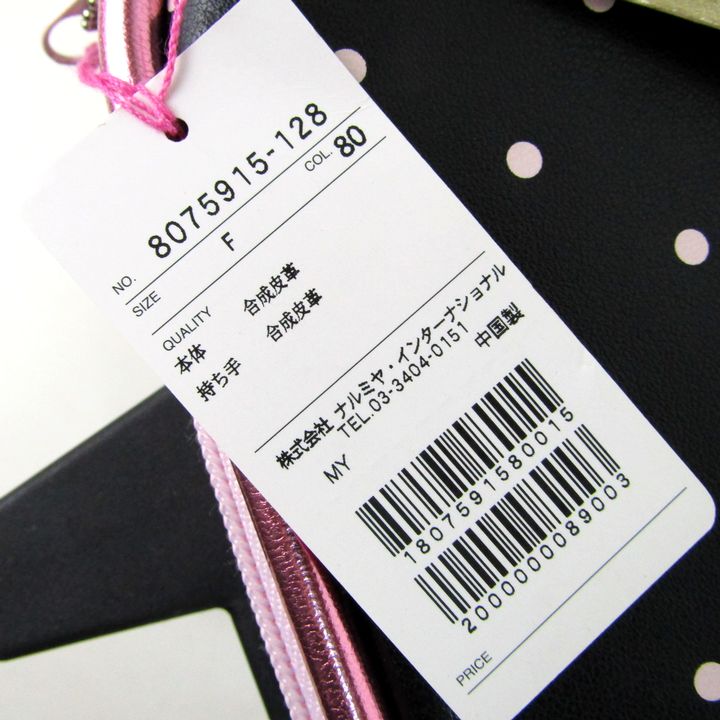 NO. 8075915-128
SIZE F COL. 80
QUALITY
本体 合成皮革
持ち手 合成皮革
株式会社 ナルミヤ・インターナショナル
TEL.03-3404-0151
MY 中国製
1807591580015
2000000089003
PRICE